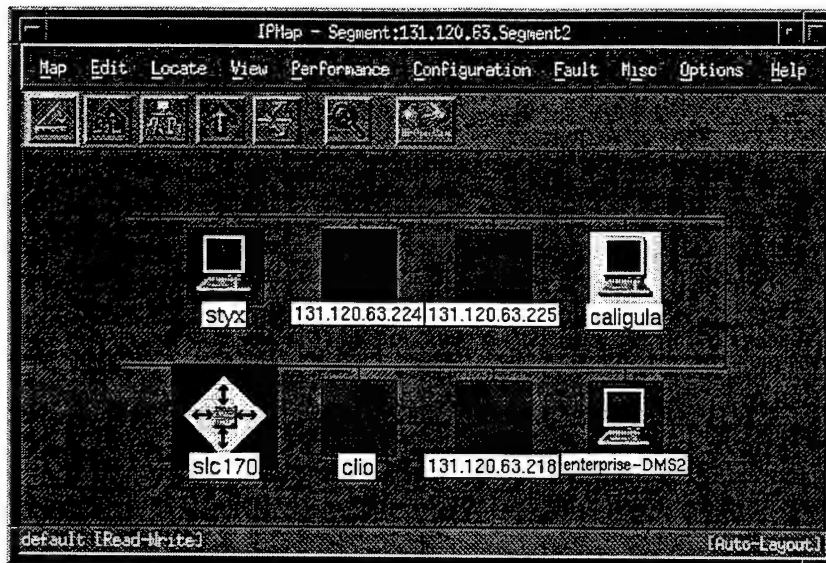 IPMap - Segment:131.120.63.Segment2
Map Edit Locate View Performance Configuration Fault Misc Options Help
styx 131.120.63.224 131.120.63.225 caligula
slc170 clio 131.120.63.218 enterprise-DMS2
default [Read-Write] [Auto-Layout]